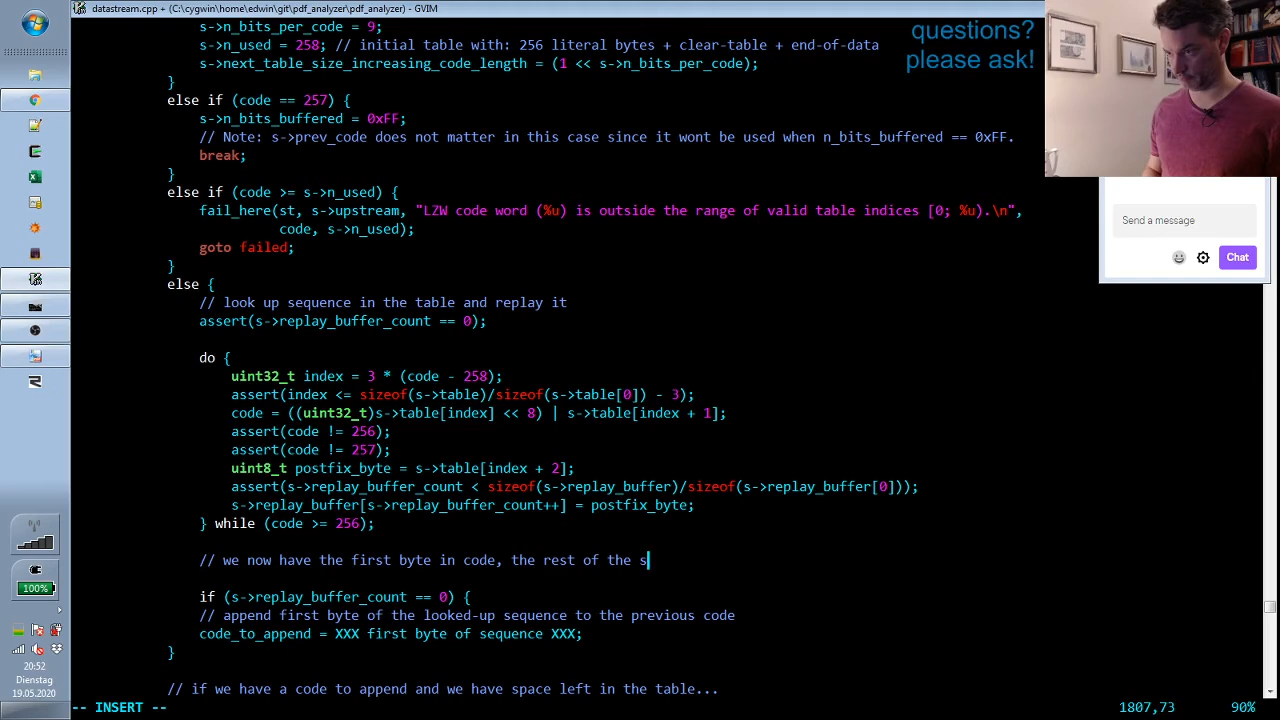 datastream.cpp + (C:\cygwin\home\edwin\git\pdf_analyzer\pdf_analyzer) - GVIM
s->n_bits_per_code = 9;
s->n_used = 258; // initial table with: 256 literal bytes + clear-table + end-of-data
s->next_table_size_increasing_code_length = (1 << s->n_bits_per_code);
}
else if (code == 257) {
s->n_bits_buffered = 0xFF;
// Note: s->prev_code does not matter in this case since it wont be used when n_bits_buffered == 0xFF.
break;
}
else if (code >= s->n_used) {
fail_here(st, s->upstream, "LZW code word (%u) is outside the range of valid table indices [0; %u).\n",
code, s->n_used);
goto failed;
}
else {
// look up sequence in the table and replay it
assert(s->replay_buffer_count == 0);
do {
uint32_t index = 3 * (code - 258);
assert(index <= sizeof(s->table)/sizeof(s->table[0]) - 3);
code = ((uint32_t)s->table[index] << 8) | s->table[index + 1];
assert(code != 256);
assert(code != 257);
uint8_t postfix_byte = s->table[index + 2];
assert(s->replay_buffer_count < sizeof(s->replay_buffer)/sizeof(s->replay_buffer[0]));
s->replay_buffer[s->replay_buffer_count++] = postfix_byte;
} while (code >= 256);
// we now have the first byte in code, the rest of the s
if (s->replay_buffer_count == 0) {
// append first byte of the looked-up sequence to the previous code
code_to_append = XXX first byte of sequence XXX;
}
// if we have a code to append and we have space left in the table...
-- INSERT --
1807,73
90%
questions?
please ask!
Send a message
Chat
100%
20:52
Dienstag
19.05.2020